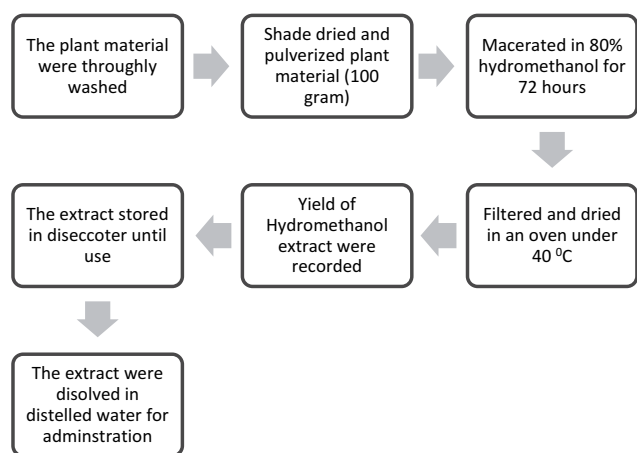 The plant material
were throughly
washed
Shade dried and
pulverized plant
material (100
gram)
Macerated in 80%
hydromethanol for
72 hours
Filtered and dried
in an oven under
40 ⁰C
Yield of
Hydromethanol
extract were
recorded
The extract stored
in diseccoter until
use
The extract were
disolved in
distelled water for
adminstration